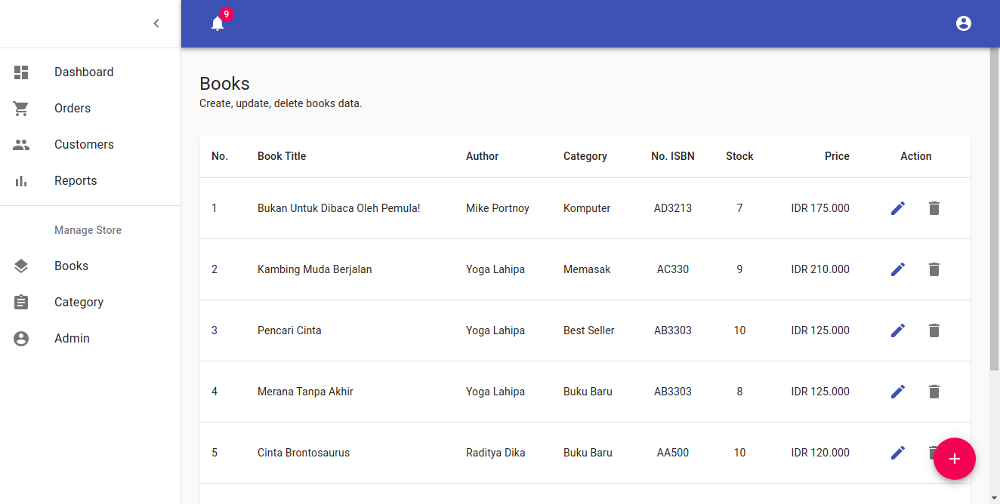 9
Dashboard
Orders
Customers
Reports
Manage Store
Books
Category
Admin
Books
Create, update, delete books data.
No. Book Title Author Category No. ISBN Stock Price Action
1 Bukan Untuk Dibaca Oleh Pemula! Mike Portnoy Komputer AD3213 7 IDR 175.000
2 Kambing Muda Berjalan Yoga Lahipa Memasak AC330 9 IDR 210.000
3 Pencari Cinta Yoga Lahipa Best Seller AB3303 10 IDR 125.000
4 Merana Tanpa Akhir Yoga Lahipa Buku Baru AB3303 8 IDR 125.000
5 Cinta Brontosaurus Raditya Dika Buku Baru AA500 10 IDR 120.000